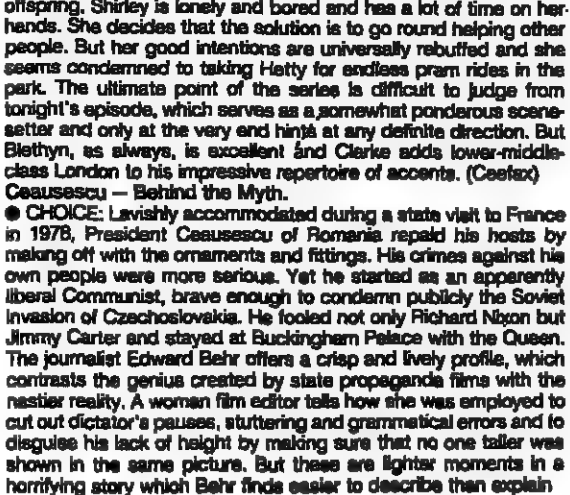 offspring. Shirley is lonely and bored and has a lot of time on her
hands. She decides that the solution is to go round helping other
people. But her good intentions are universally rebuffed and she
seems condemned to taking Hetty for endless pram rides in the
park. The ultimate point of the series is difficult to judge from
tonight's episode, which serves as a somewhat ponderous scene-
setter and only at the very end hints at any definite direction. But
Blethyn, as always, is excellent and Clarke adds lower-middle-
class London to his impressive repertoire of accents. (Ceefax)
Ceausescu — Behind the Myth.
● CHOICE: Lavishly accommodated during a state visit to France
in 1978, President Ceausescu of Romania repaid his hosts by
making off with the ornaments and fittings. His crimes against his
own people were more serious. Yet he started as an apparently
liberal Communist, brave enough to condemn publicly the Soviet
invasion of Czechoslovakia. He fooled not only Richard Nixon but
Jimmy Carter and stayed at Buckingham Palace with the Queen.
The journalist Edward Behr offers a crisp and lively profile, which
contrasts the genius created by state propaganda films with the
nastier reality. A woman film editor tells how she was employed to
cut out dictator's pauses, stuttering and grammatical errors and to
disguise his lack of height by making sure that no one taller was
shown in the same picture. But these are lighter moments in a
horrifying story which Behr finds easier to describe than explain